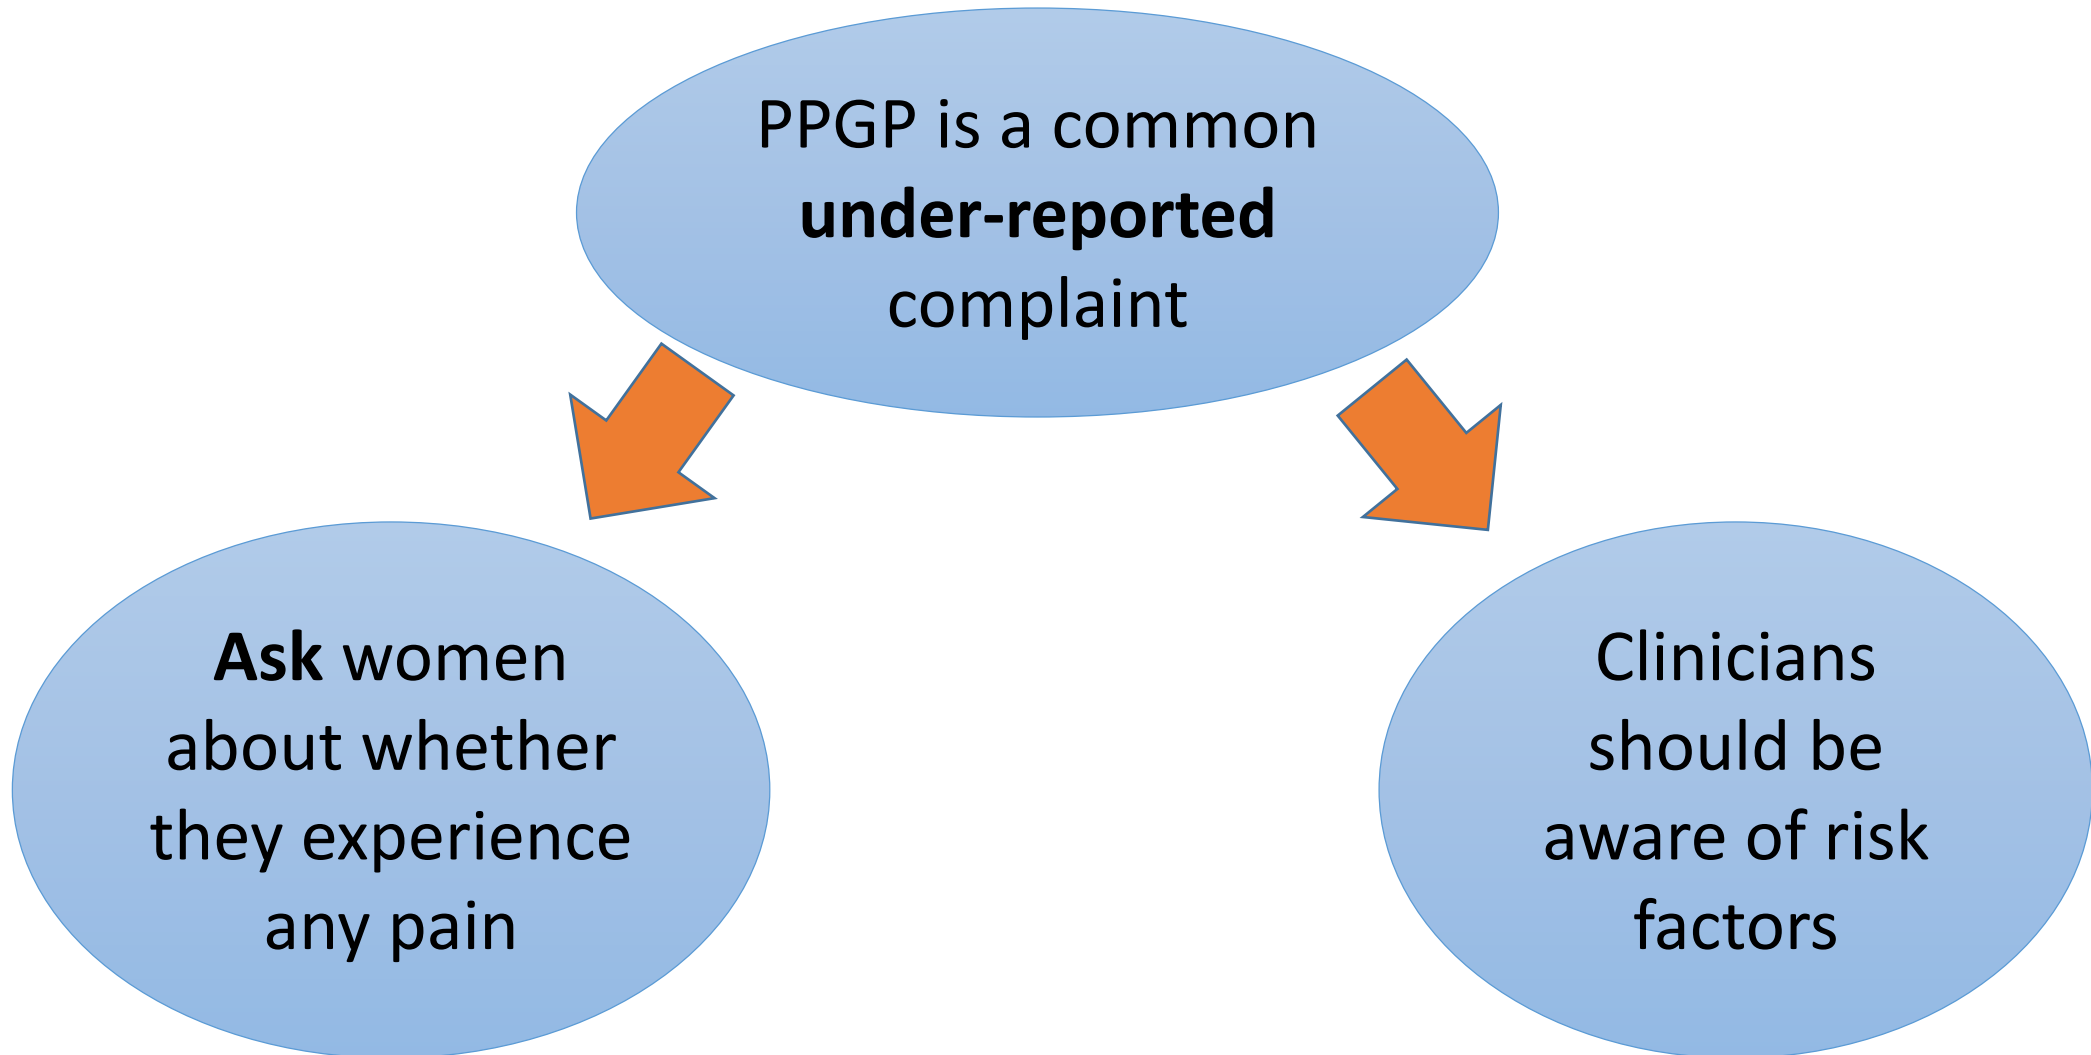 PPGP is a common
under-reported
complaint
Ask women
about whether
they experience
any pain
Clinicians
should be
aware of risk
factors